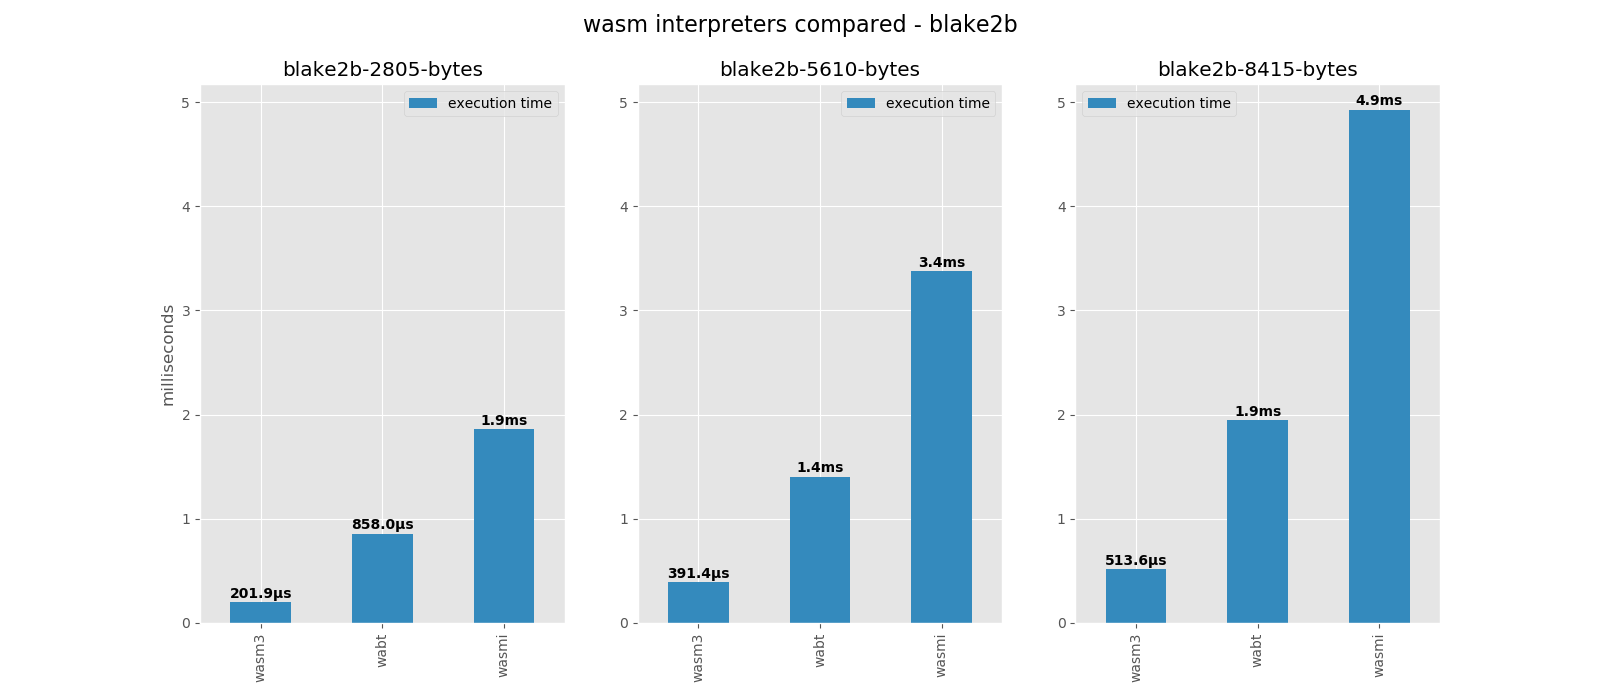 wasm interpreters compared - blake2b
blake2b-2805-bytes
execution time
milliseconds
5
4
3
2
1
0
201.9µs
858.0µs
1.9ms
wasm3
wabt
wasmi
blake2b-5610-bytes
execution time
5
4
3
2
1
0
391.4µs
1.4ms
3.4ms
wasm3
wabt
wasmi
blake2b-8415-bytes
execution time
5
4
3
2
1
0
513.6µs
1.9ms
4.9ms
wasm3
wabt
wasmi